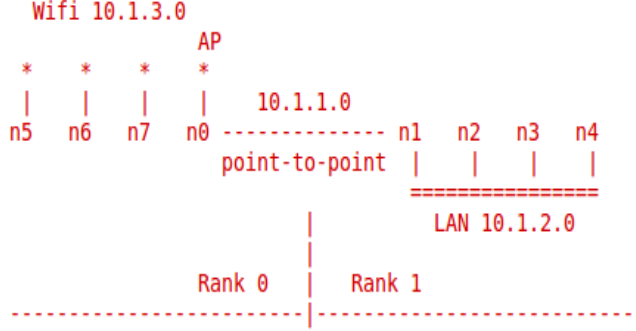 Wifi 10.1.3.0
AP
* * * *
| | | | 10.1.1.0
n5 n6 n7 n0 -------------- n1 n2 n3 n4
point-to-point | | | |
================
| LAN 10.1.2.0
|
Rank 0 | Rank 1
-------------------------|---------------------------